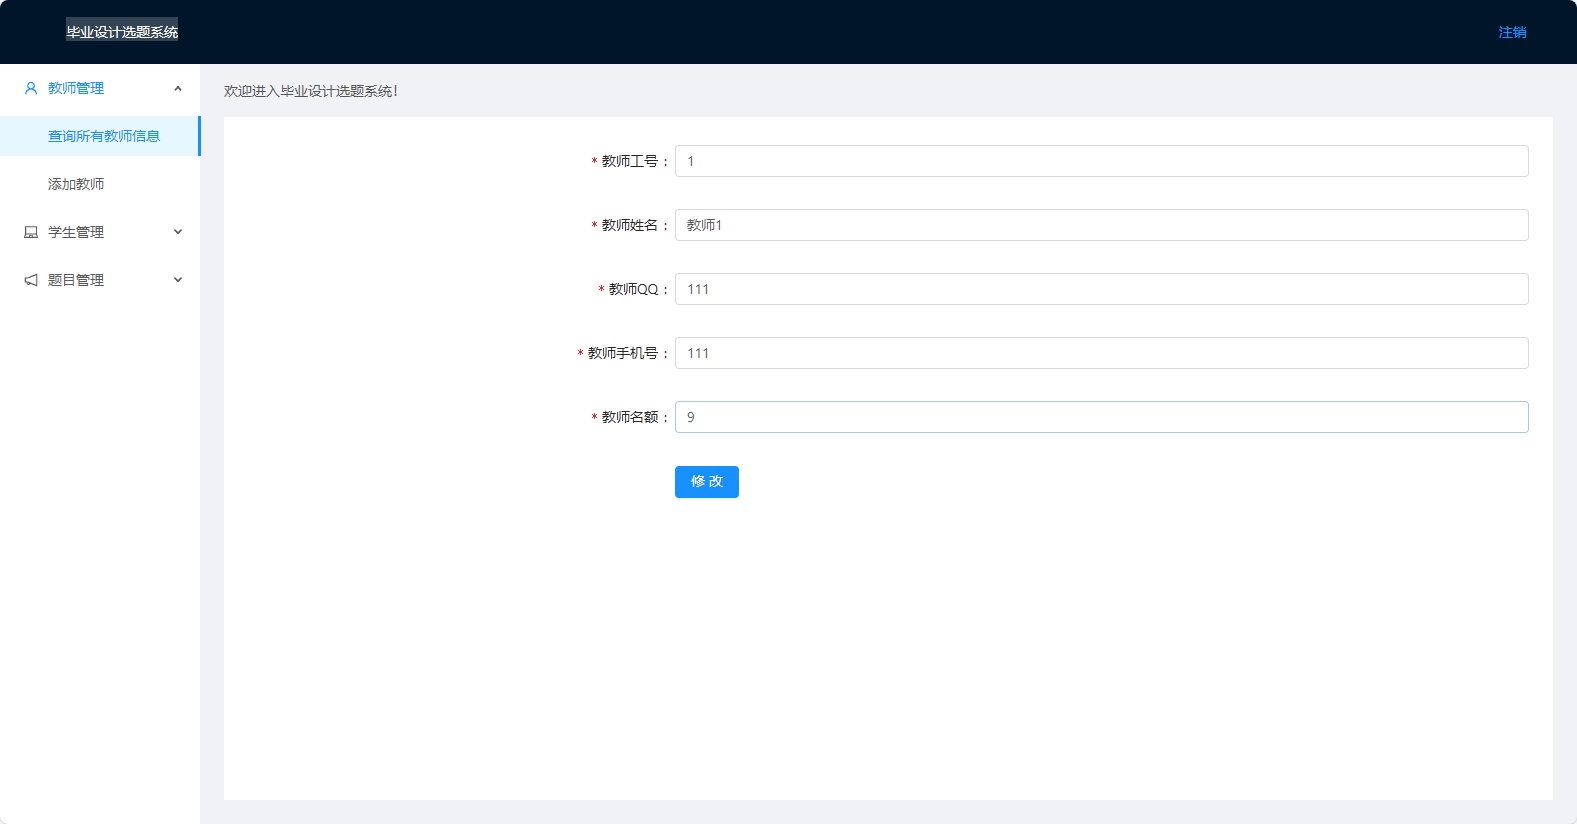 毕业设计选题系统
注销
教师管理
查询所有教师信息
添加教师
学生管理
题目管理
欢迎进入毕业设计选题系统!
* 教师工号 : 1
* 教师姓名 : 教师1
* 教师QQ : 111
* 教师手机号 : 111
* 教师名额 : 9
修 改